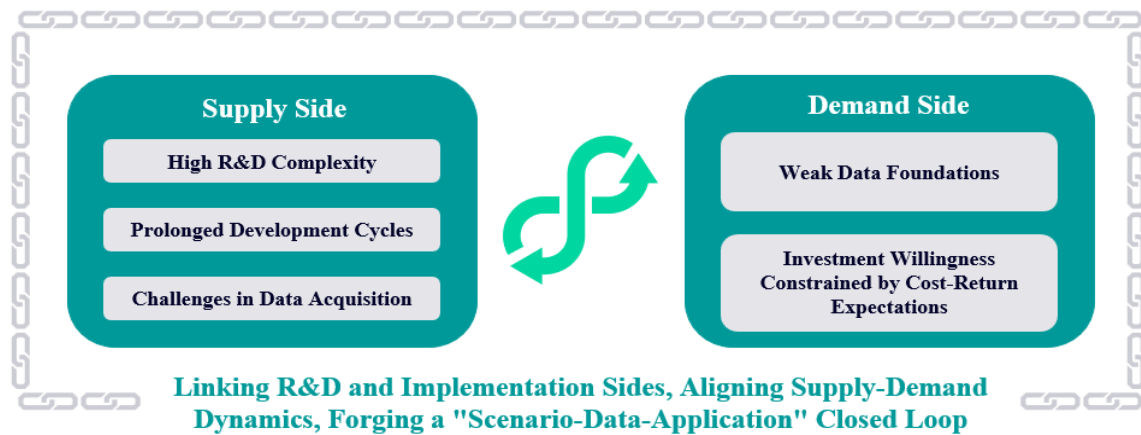 Supply Side
High R&D Complexity
Prolonged Development Cycles
Challenges in Data Acquisition
Demand Side
Weak Data Foundations
Investment Willingness
Constrained by Cost-Return
Expectations
Linking R&D and Implementation Sides, Aligning Supply-Demand
Dynamics, Forging a "Scenario-Data-Application" Closed Loop